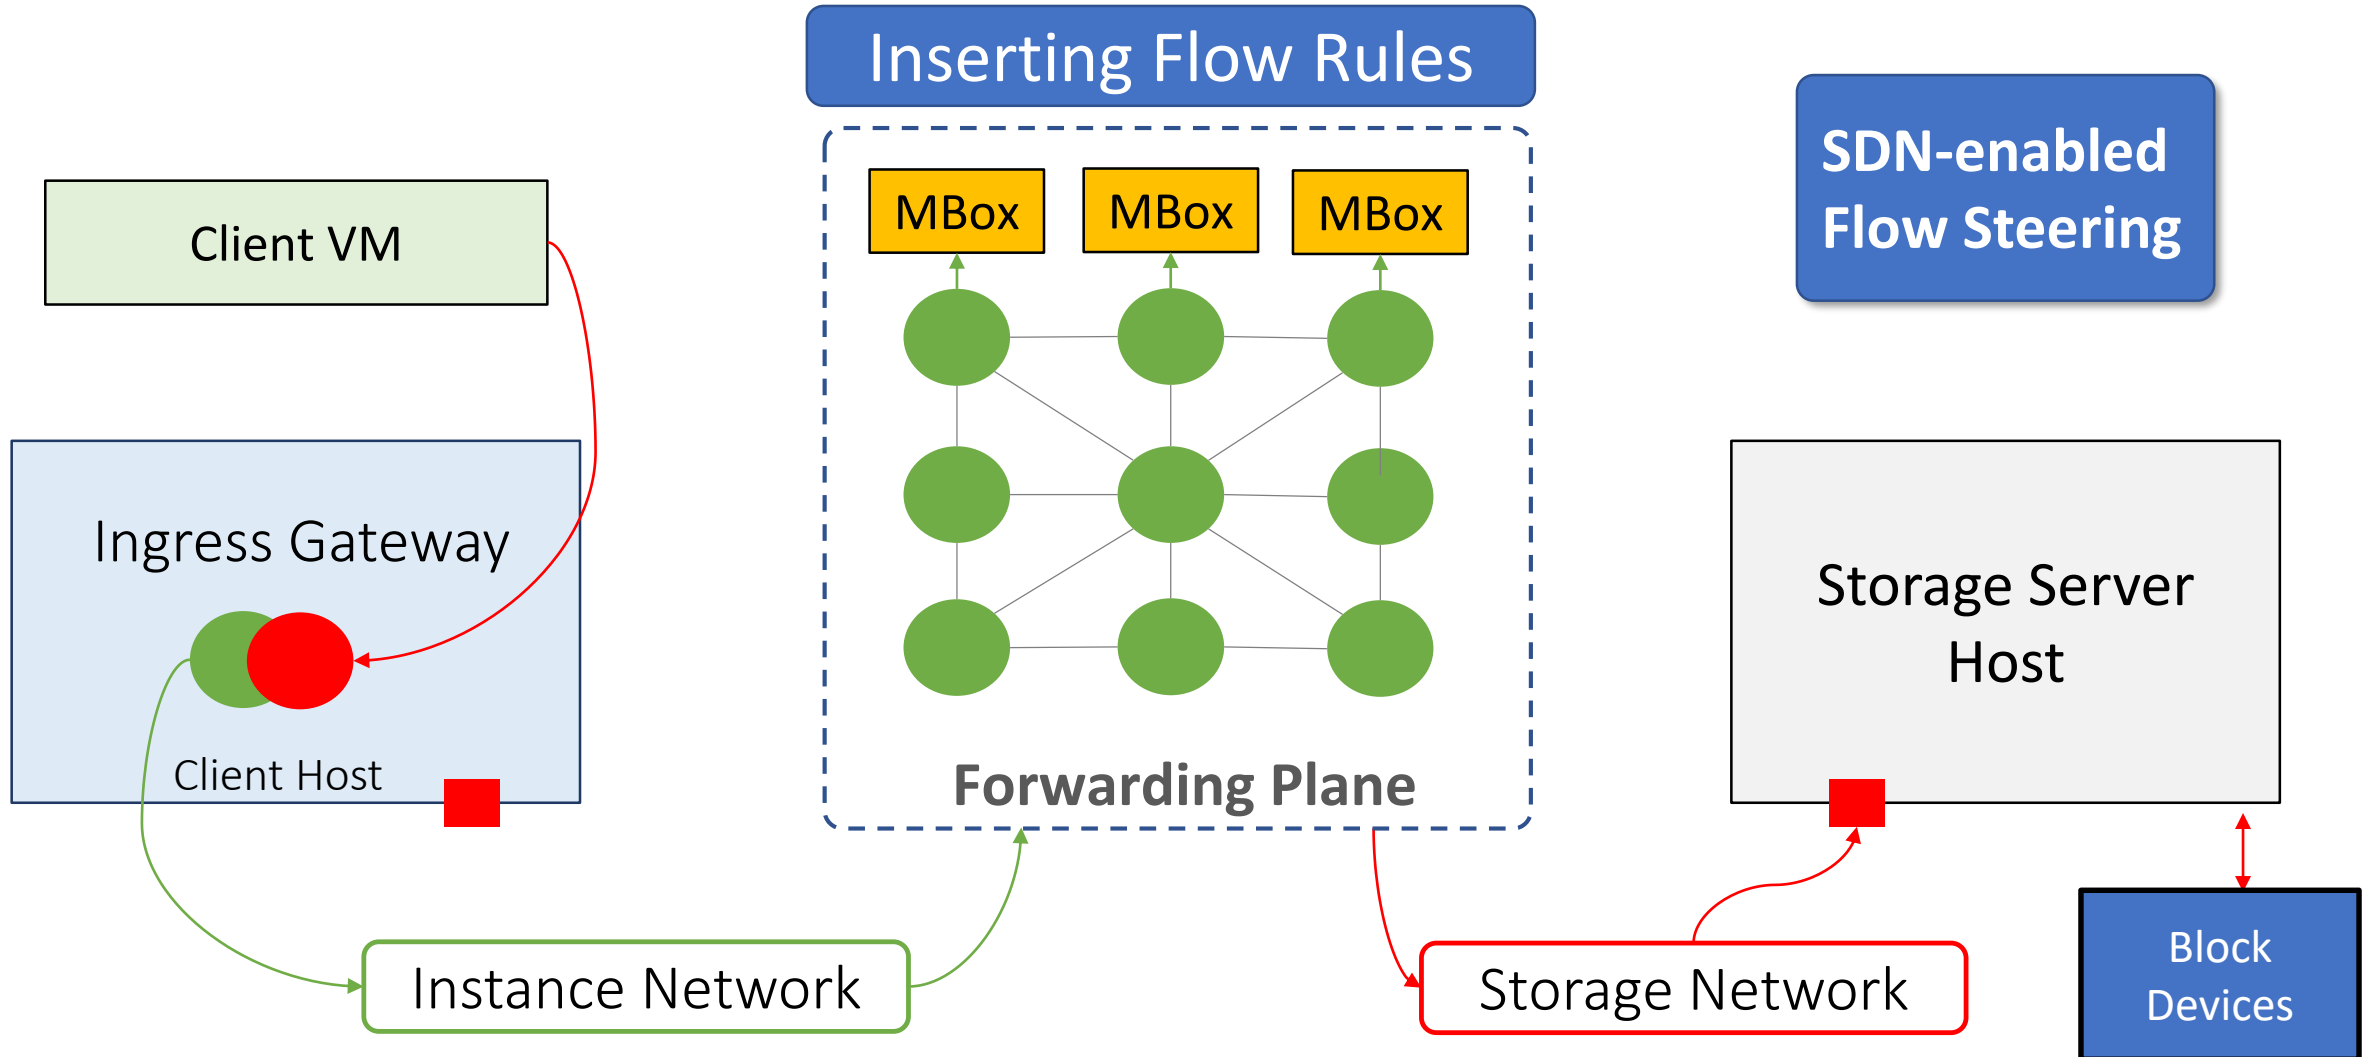 Inserting Flow Rules
SDN-enabled
Flow Steering
MBox
MBox
MBox
Client VM
Ingress Gateway
Client Host
Forwarding Plane
Storage Server
Host
Instance Network
Storage Network
Block
Devices